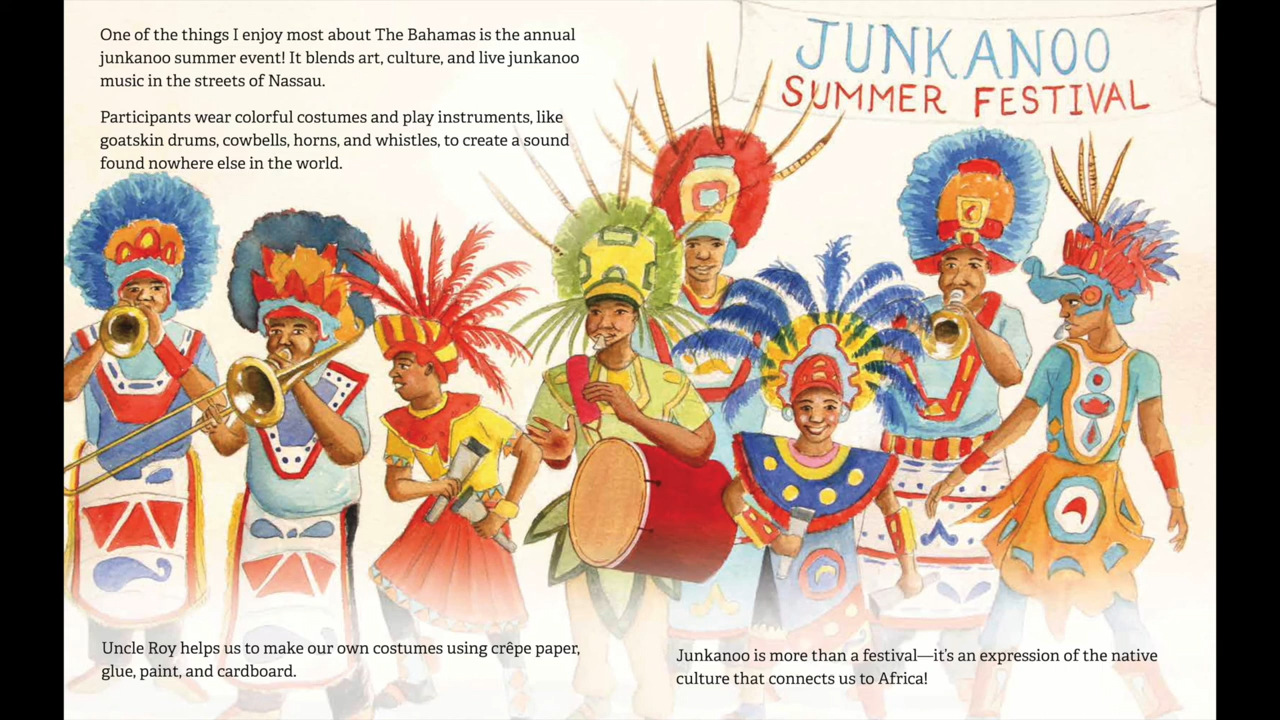 One of the things I enjoy most about The Bahamas is the annual
junkanoo summer event! It blends art, culture, and live junkanoo
music in the streets of Nassau.
Participants wear colorful costumes and play instruments, like
goatskin drums, cowbells, horns, and whistles, to create a sound
found nowhere else in the world.
JUNKANOO
SUMMER FESTIVAL
Uncle Roy helps us to make our own costumes using crêpe paper,
glue, paint, and cardboard.
Junkanoo is more than a festival—it's an expression of the native
culture that connects us to Africa!